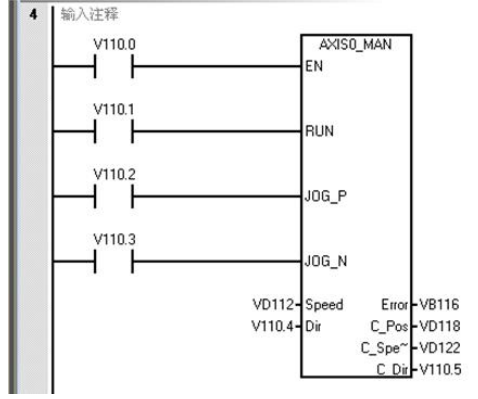 4 输入注释
V110.0 AXIS0_MAN
EN
V110.1
RUN
V110.2
JOG_P
V110.3
JOG_N
VD112 Speed Error VB116
V110.4 Dir C_Pos VD118
C_Spe~ VD122
C_Dir V110.5